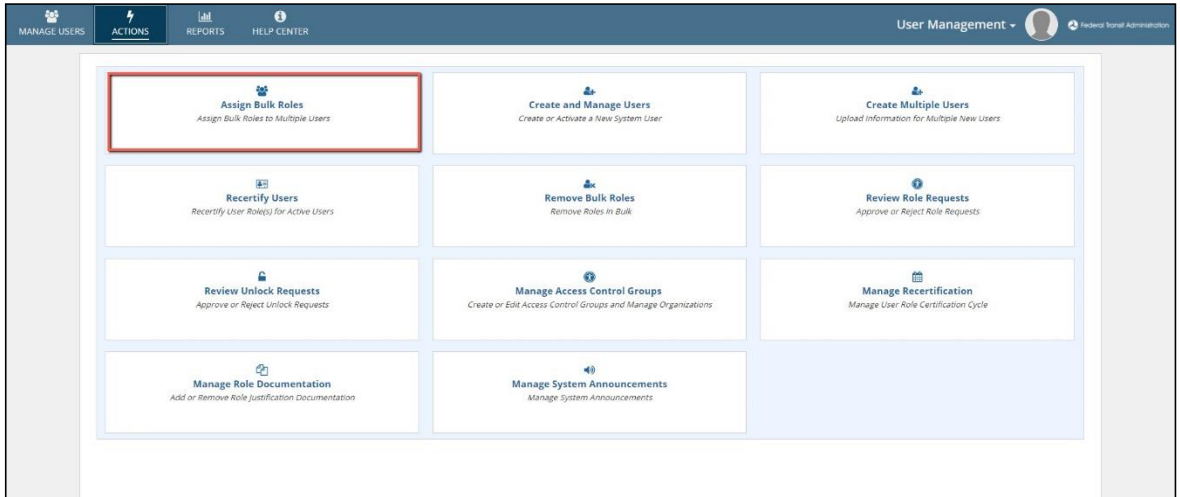 MANAGE USERS
ACTIONS
REPORTS
HELP CENTER
User Management
Federal Transit Administration
Assign Bulk Roles
Assign Bulk Roles to Multiple Users
Create and Manage Users
Create or Activate a New System User
Create Multiple Users
Upload Information for Multiple New Users
Recertify Users
Recertify User Role(s) for Active Users
Remove Bulk Roles
Remove Roles in Bulk
Review Role Requests
Approve or Reject Role Requests
Review Unlock Requests
Approve or Reject Unlock Requests
Manage Access Control Groups
Create or Edit Access Control Groups and Manage Organizations
Manage Recertification
Manage User Role Certification Cycle
Manage Role Documentation
Add or Remove Role Justification Documentation
Manage System Announcements
Manage System Announcements